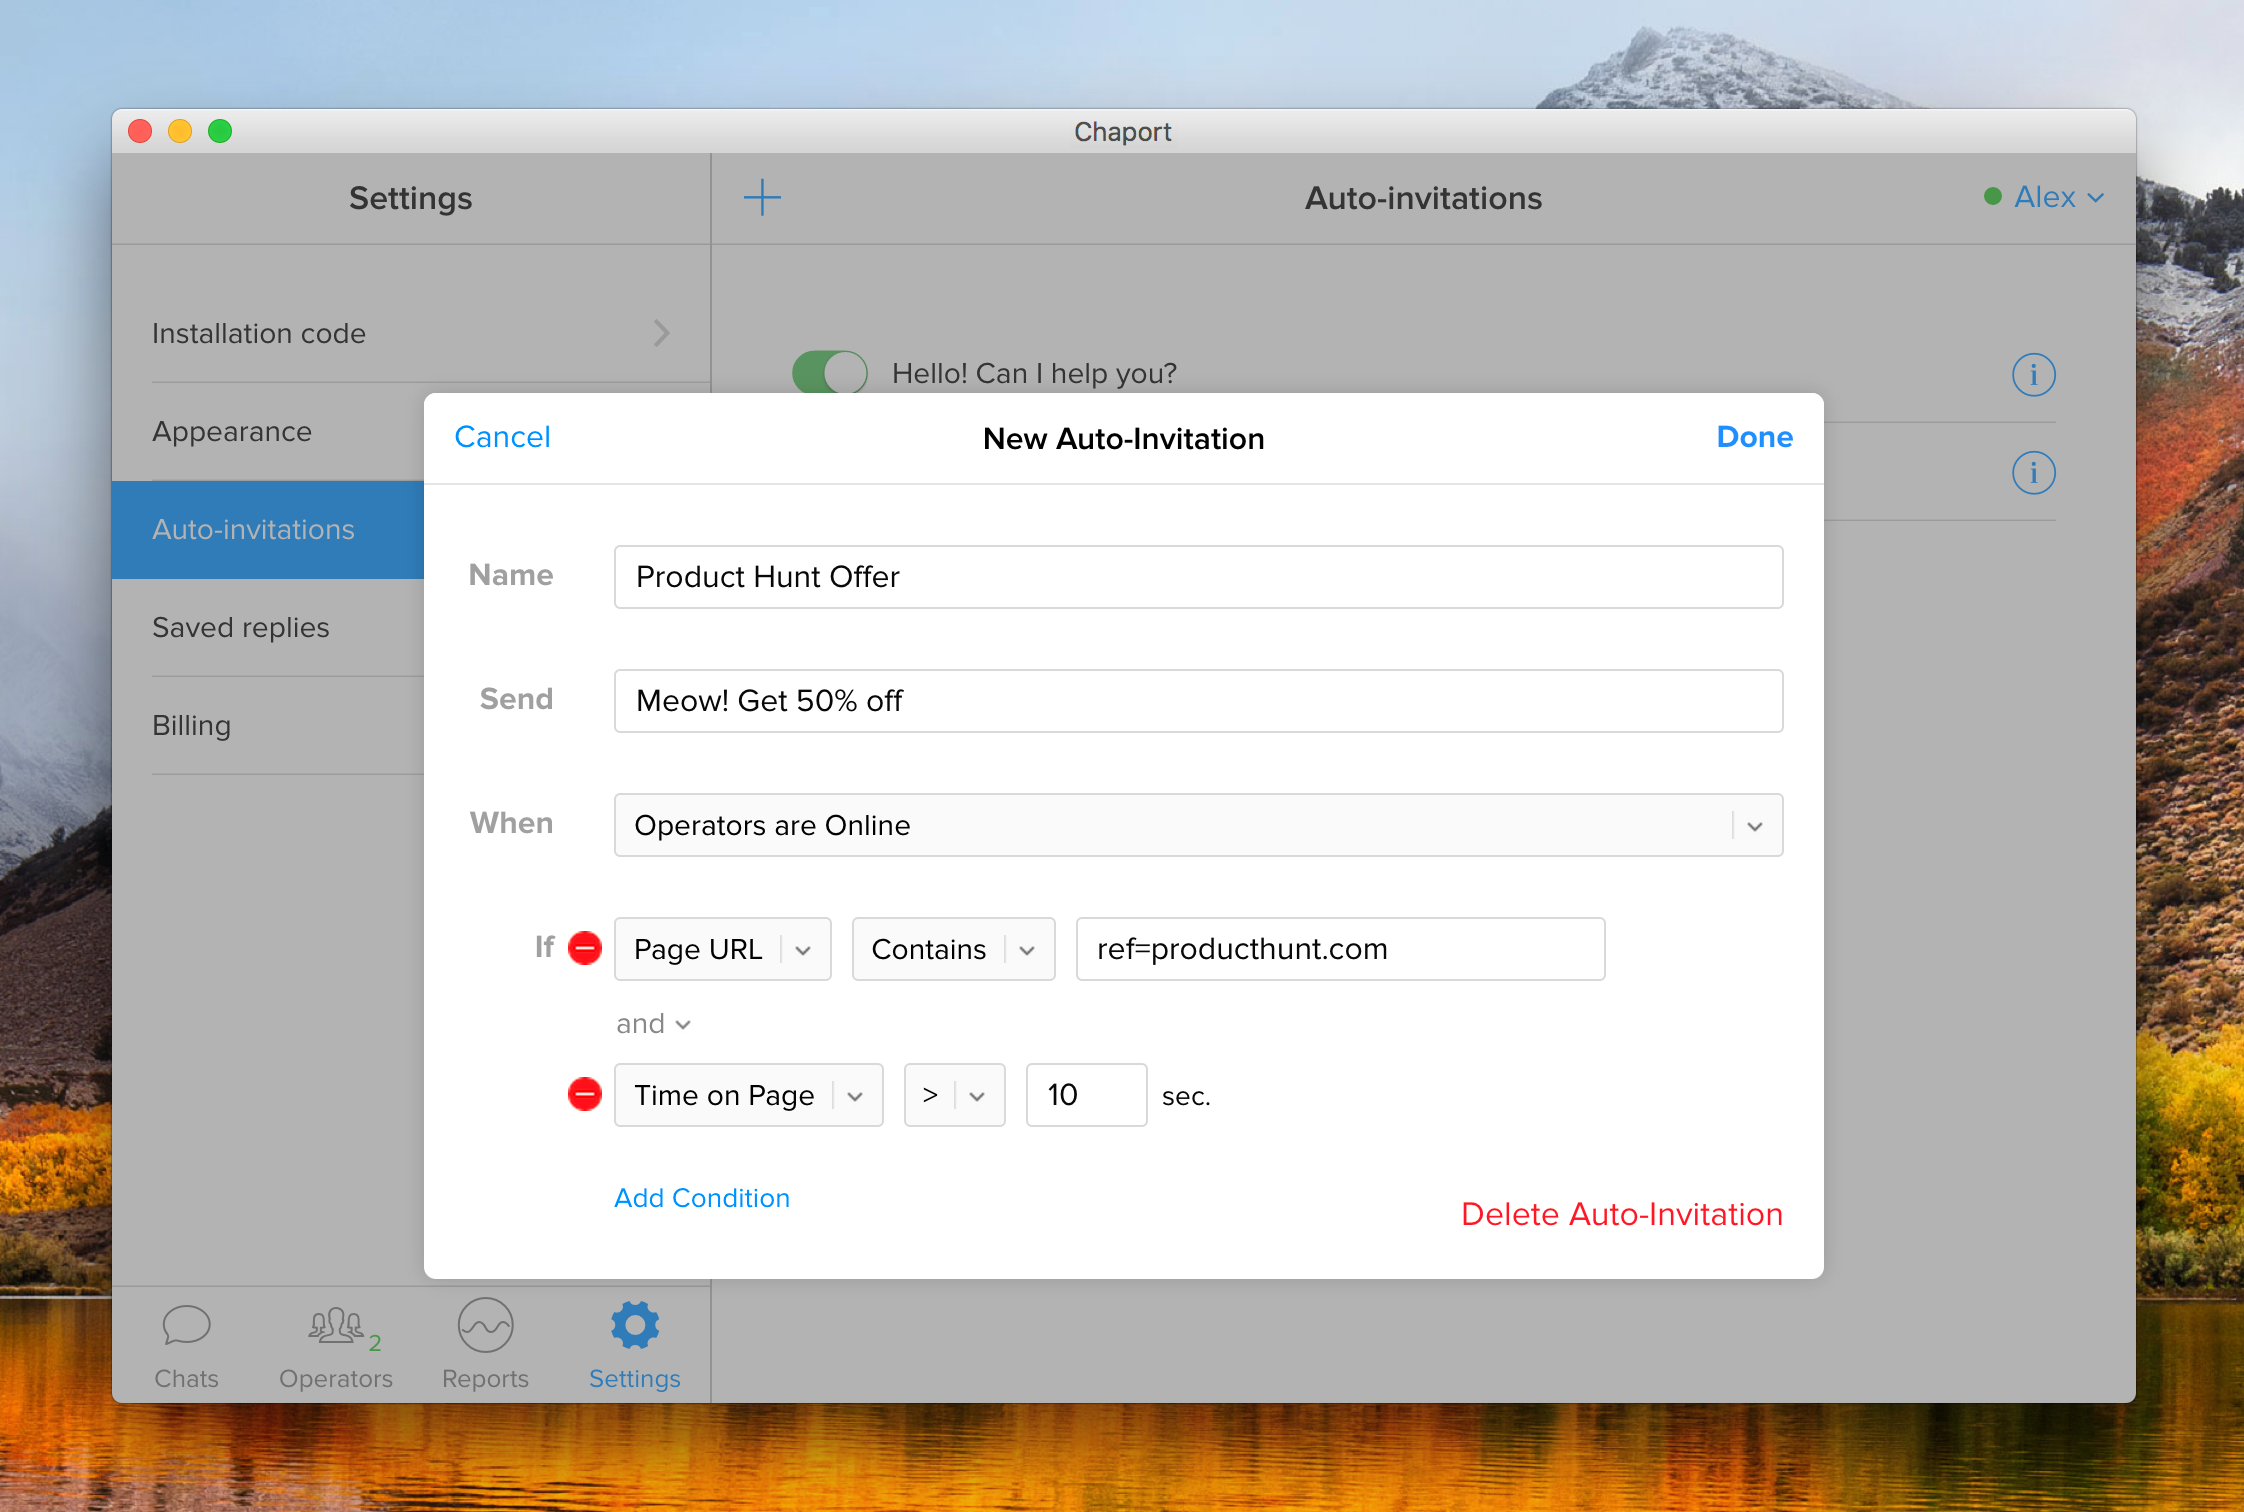 Chaport
Settings
Auto-invitations
Alex
Installation code
Hello! Can I help you?
Appearance
Auto-invitations
Saved replies
Billing
Cancel
New Auto-Invitation
Done
Name
Product Hunt Offer
Send
Meow! Get 50% off
When
Operators are Online
If
Page URL
Contains
ref=producthunt.com
and
Time on Page
>
10
sec.
Add Condition
Delete Auto-Invitation
Chats
2
Operators
Reports
Settings